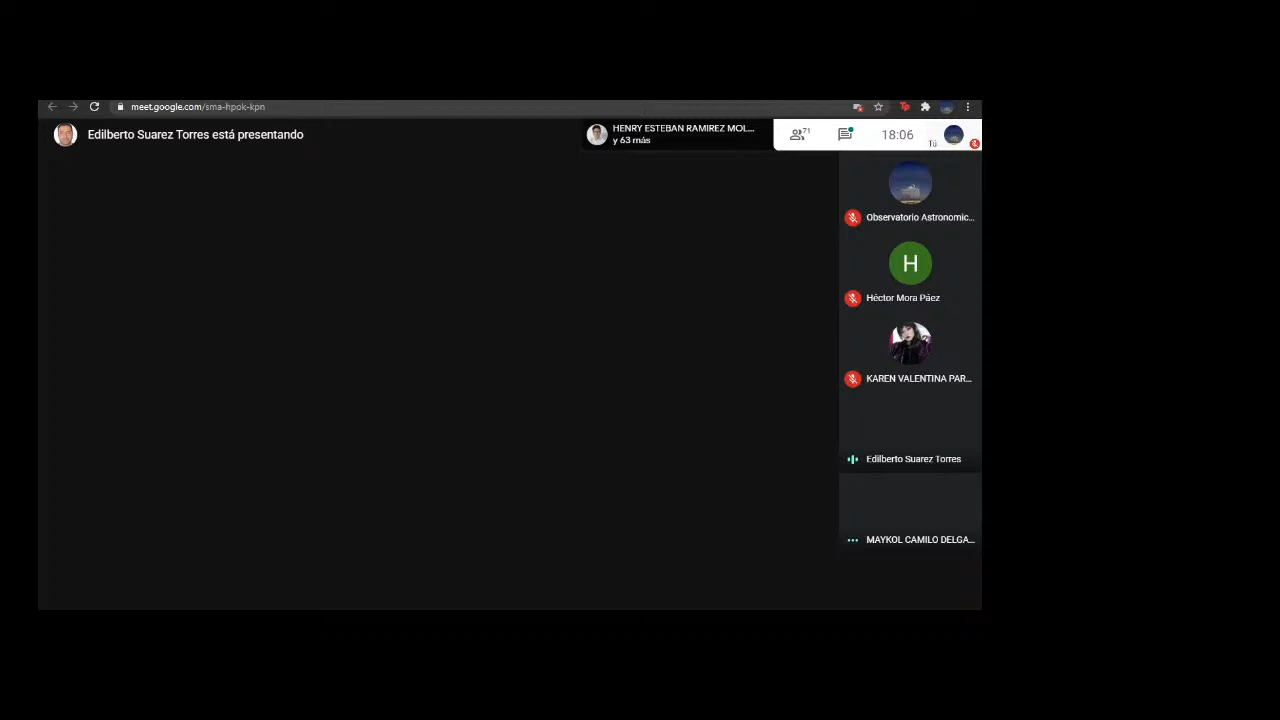 meet.google.com/sma-hpok-kpn
Edilberto Suarez Torres está presentando
HENRY ESTEBAN RAMIREZ MOL...
y 63 más
71
18:06
Tú
Observatorio Astronomic...
H
Héctor Mora Páez
KAREN VALENTINA PAR...
Edilberto Suarez Torres
MAYKOL CAMILO DELGA...